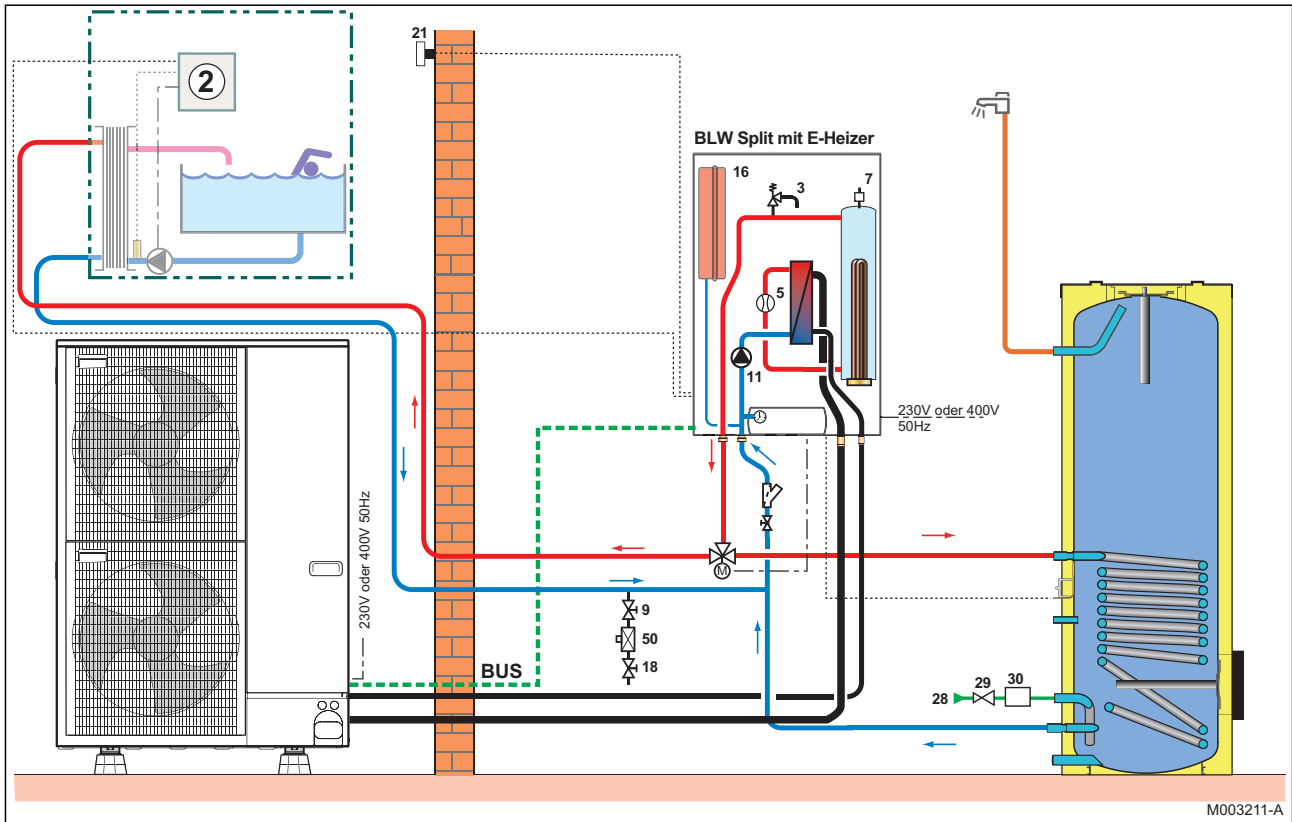 21
2
BLW Split mit E-Heizer
16
3
7
5
11
230V oder 400V
50Hz
230V oder 400V 50Hz
M
9
50
18
BUS
28
29
30
M003211-A